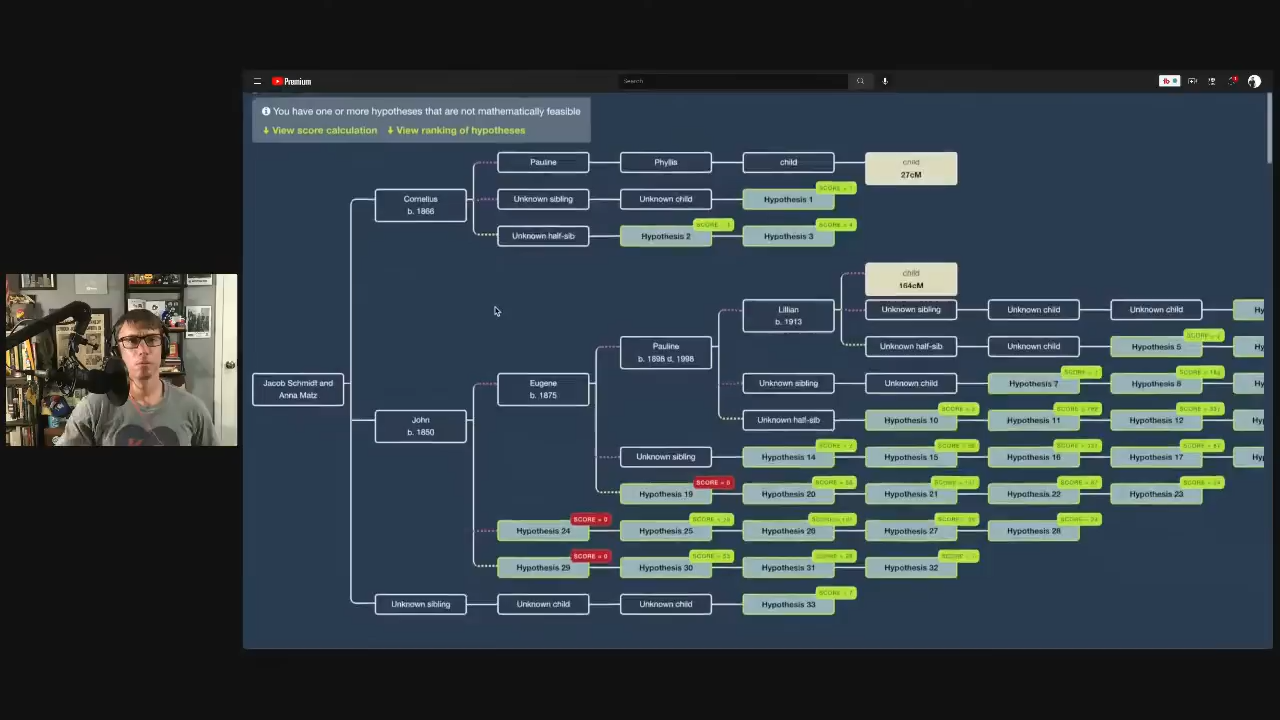 Premium
Search
You have one or more hypotheses that are not mathematically feasible
View score calculation View ranking of hypotheses
Pauline Phyllis child child
27cM
Cornelius
b. 1866
Unknown sibling Unknown child Hypothesis 1
Unknown half-sib Hypothesis 2 Hypothesis 3
child
164cM
Lillian
b. 1913
Unknown sibling Unknown child Unknown child Hy
Pauline
b. 1898 d. 1998
Unknown half-sib Unknown child Hypothesis 5 Hy
Jacob Schmidt and
Anna Matz
Eugene
b. 1875
Unknown sibling Unknown child Hypothesis 7 Hypothesis 8 Hy
John
b. 1850
Unknown half-sib Hypothesis 10 Hypothesis 11 Hypothesis 12 Hy
Unknown sibling Hypothesis 14 Hypothesis 15 Hypothesis 16 Hypothesis 17 Hy
SCORE = 0
Hypothesis 19 Hypothesis 20 Hypothesis 21 Hypothesis 22 Hypothesis 23
SCORE = 0
Hypothesis 24 Hypothesis 25 Hypothesis 26 Hypothesis 27 Hypothesis 28
SCORE = 0
Hypothesis 29 Hypothesis 30 Hypothesis 31 Hypothesis 32
Unknown sibling Unknown child Unknown child Hypothesis 33